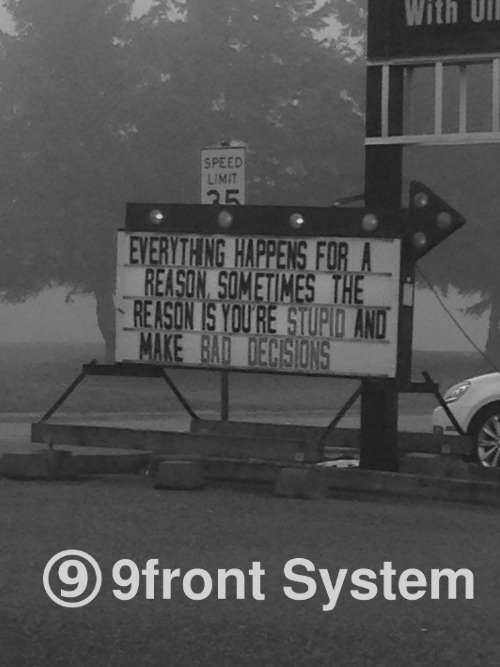 With
SPEED
LIMIT
35
EVERYTHING HAPPENS FOR A
REASON. SOMETIMES THE
REASON IS YOU'RE STUPID AND
MAKE BAD DECISIONS
9 9front System